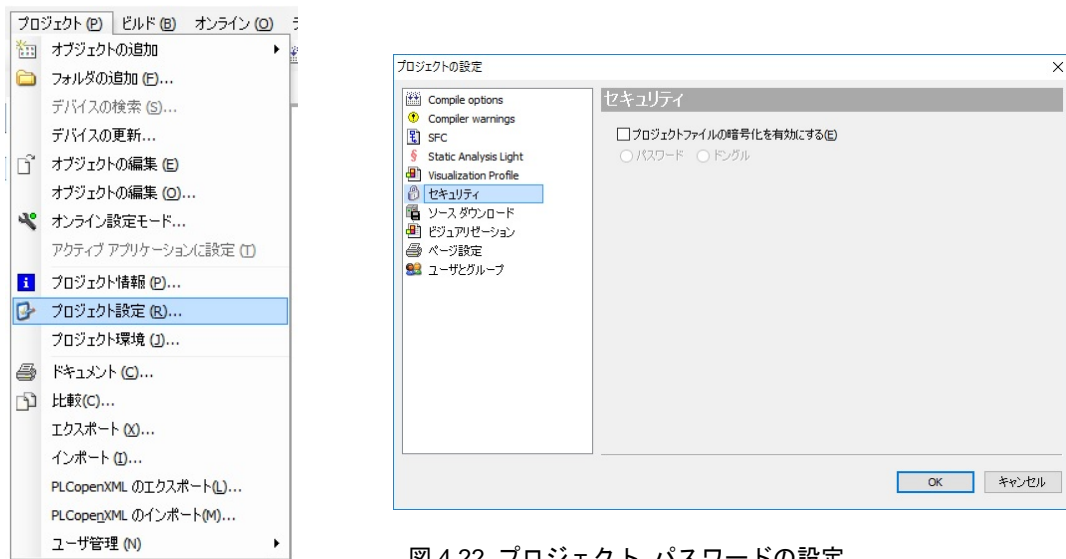 プロジェクト (P) ビルド (B) オンライン (O)
オブジェクトの追加
フォルダの追加 (F)...
デバイスの検索 (S)...
デバイスの更新...
オブジェクトの編集 (E)
オブジェクトの編集 (O)...
オンライン設定モード...
アクティブ アプリケーションに設定 (T)
プロジェクト情報 (P)...
プロジェクト設定 (R)...
プロジェクト環境 (J)...
ドキュメント (C)...
比較(C)...
エクスポート (X)...
インポート (I)...
PLCopenXML のエクスポート(L)...
PLCopenXML のインポート(M)...
ユーザ管理 (N)
プロジェクトの設定
Compile options
Compiler warnings
SFC
Static Analysis Light
Visualization Profile
セキュリティ
ソース ダウンロード
ビジュアリゼーション
ページ設定
ユーザとグループ
セキュリティ
プロジェクトファイルの暗号化を有効にする(E)
パスワード ドングル
OK キャンセル
図 4.22 プロジェクト パスワードの設定